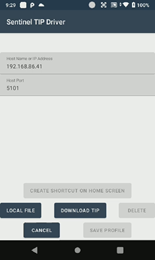 9:29
100%
Sentinel TIP Driver
Host Name or IP Address
192.168.86.41
Host Port
5101
CREATE SHORTCUT ON HOME SCREEN
LOCAL FILE DOWNLOAD TIP DELETE
CANCEL SAVE PROFILE